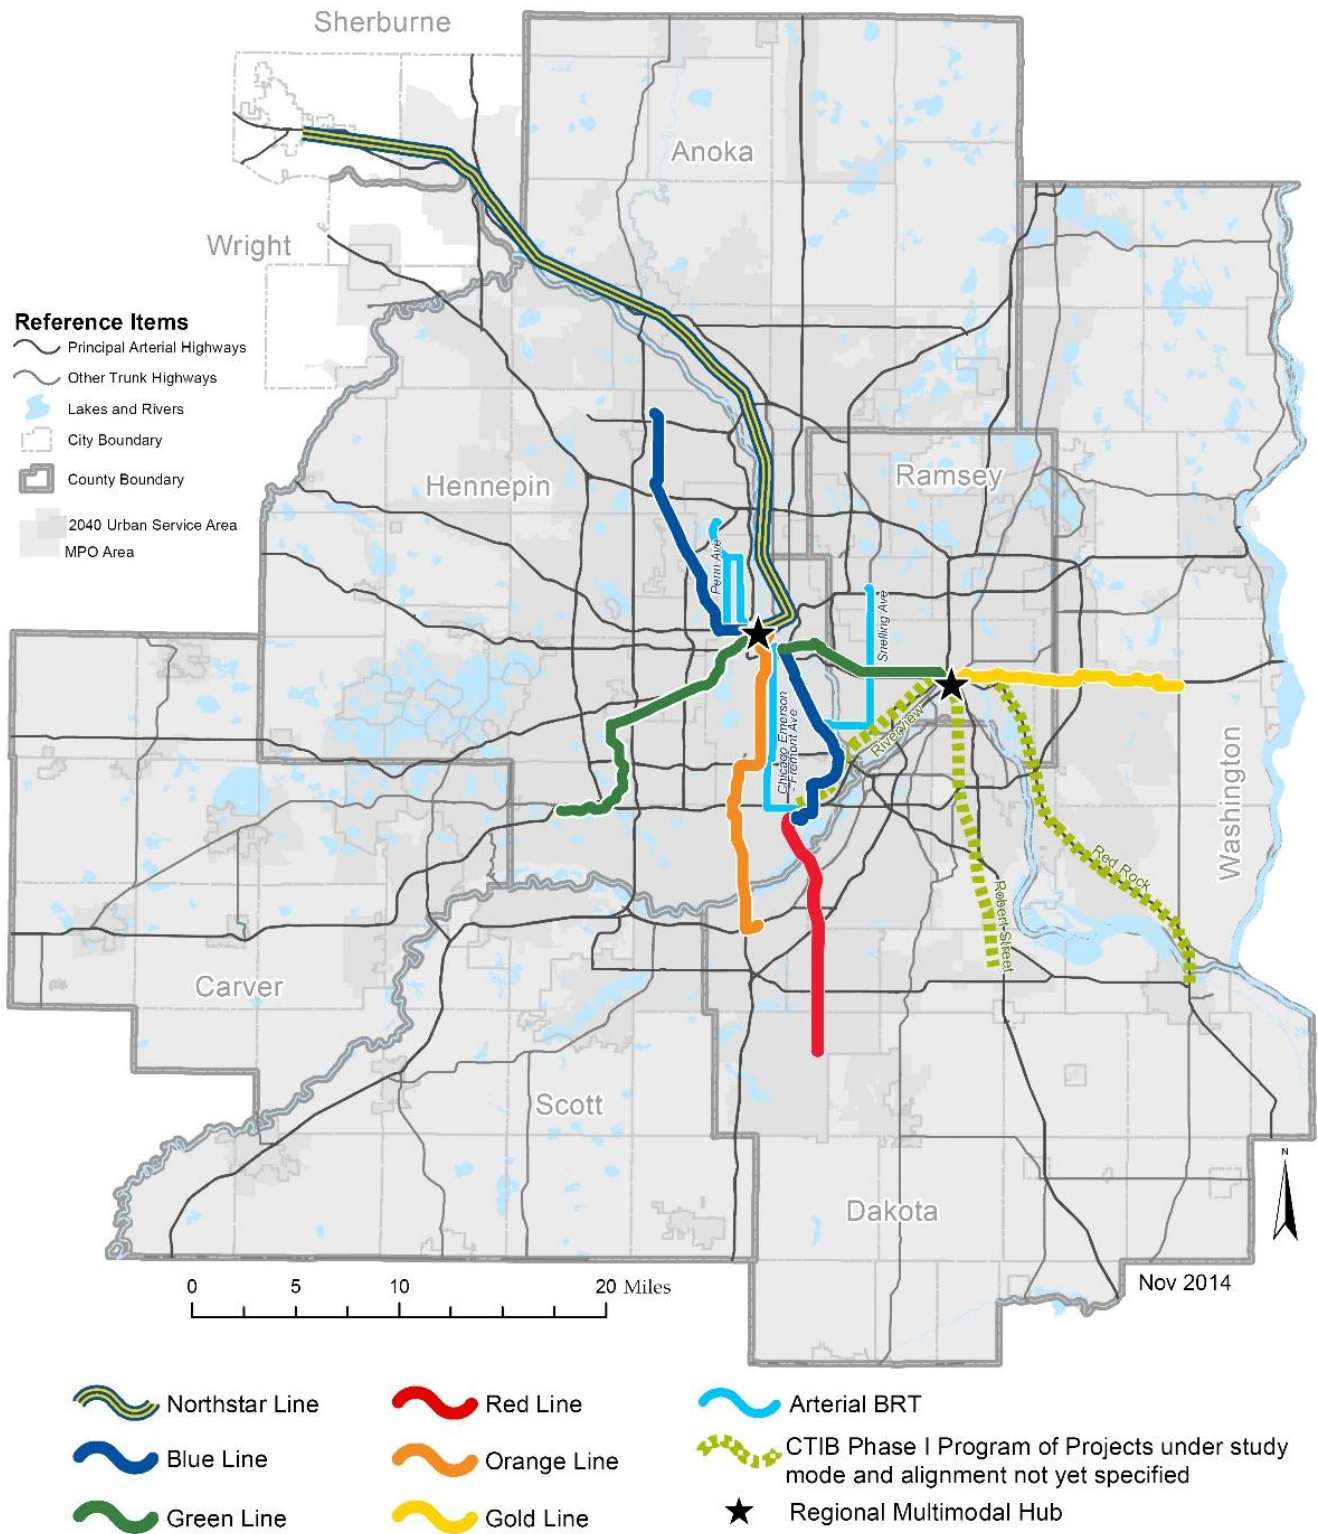 Sherburne
Anoka
Wright
Reference Items
Principal Arterial Highways
Other Trunk Highways
Lakes and Rivers
City Boundary
County Boundary
2040 Urban Service Area
MPO Area
Hennepin
Ramsey
Penn Ave
Snelling Ave
Chicago Emerson
- Fremont Ave
Riverview
Washington
Red Rock
Robert Street
Carver
Scott
Dakota
N
Nov 2014
0 5 10 20 Miles
Northstar Line
Blue Line
Green Line
Red Line
Orange Line
Gold Line
Arterial BRT
CTIB Phase I Program of Projects under study
mode and alignment not yet specified
Regional Multimodal Hub